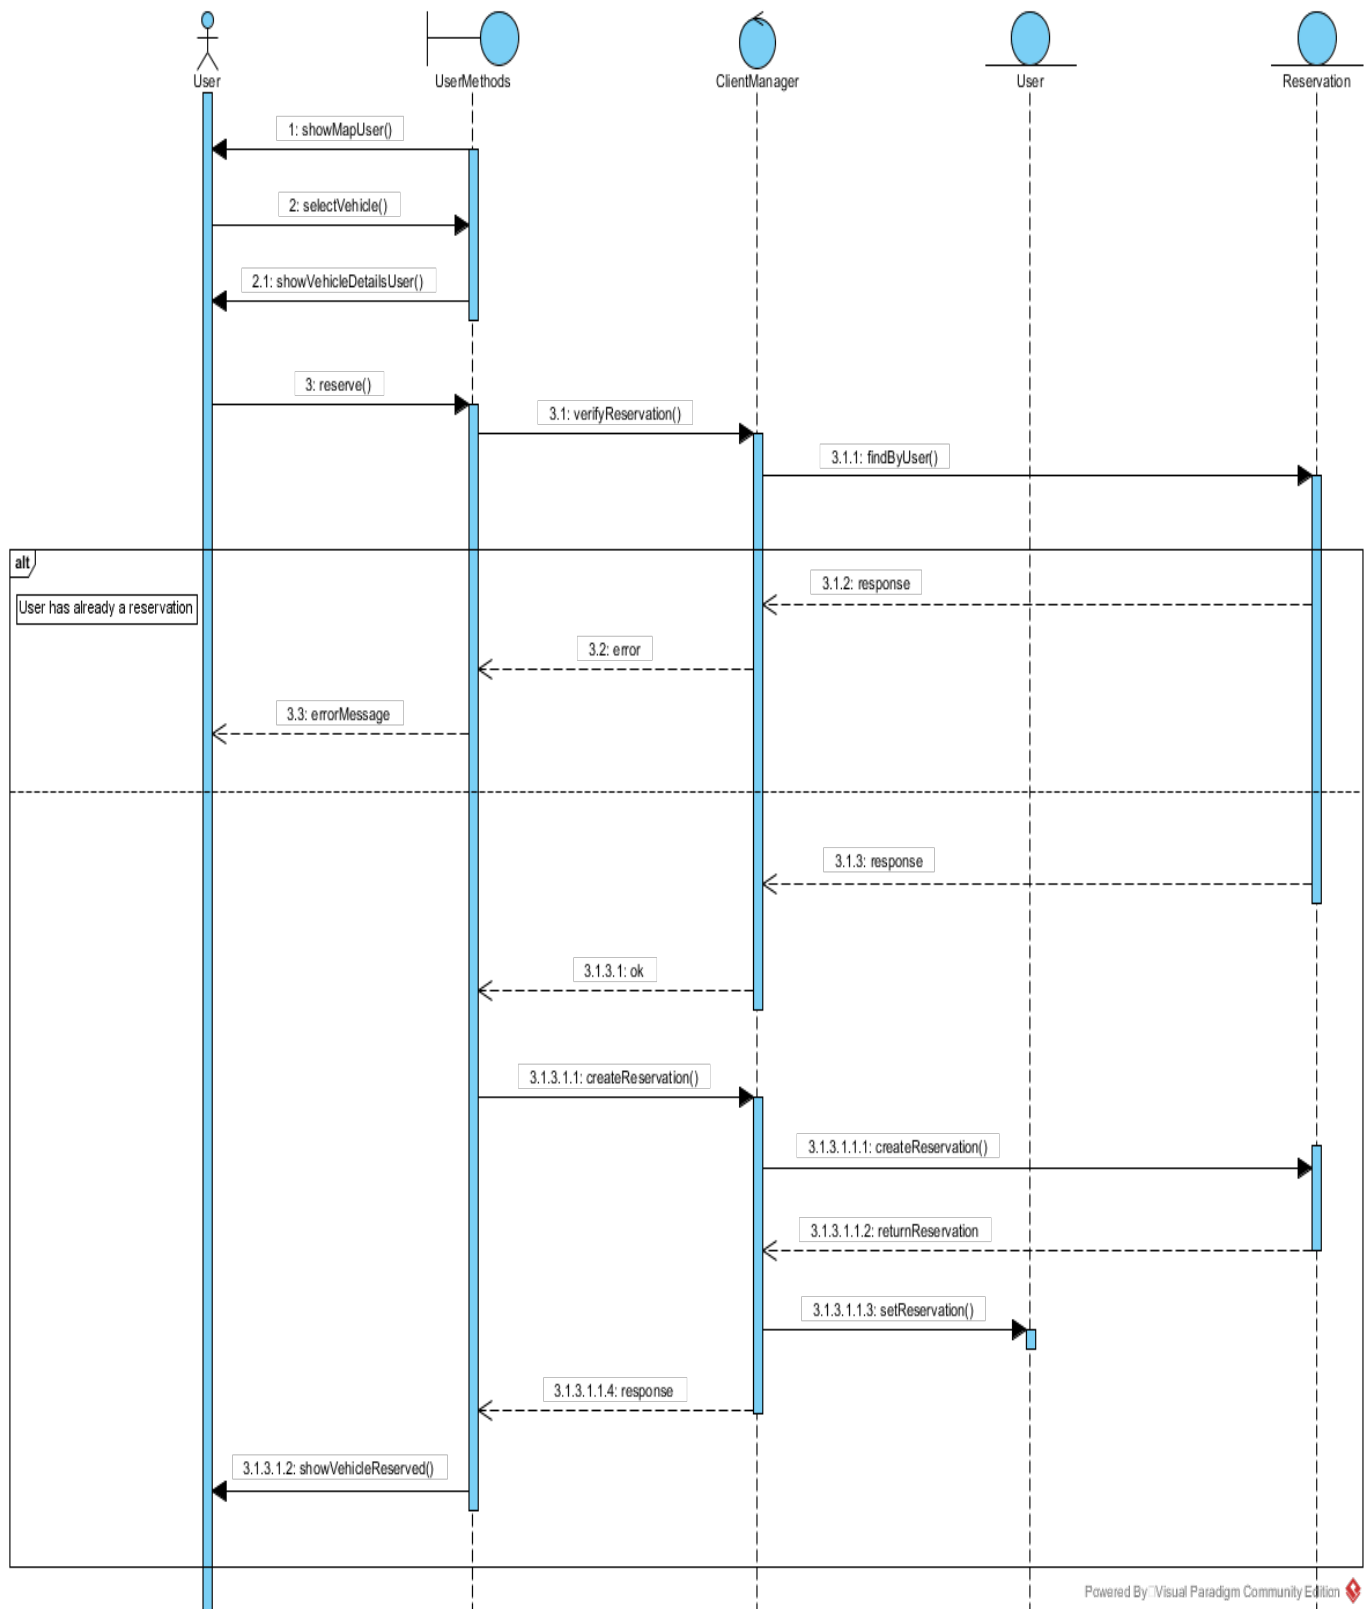 User
UserMethods
ClientManager
User
Reservation
1: showMapUser()
2: selectVehicle()
2.1: showVehicleDetailsUser()
3: reserve()
3.1: verifyReservation()
3.1.1: findByUser()
alt
User has already a reservation
3.1.2: response
3.2: error
3.3: errorMessage
3.1.3: response
3.1.3.1: ok
3.1.3.1.1: createReservation()
3.1.3.1.1.1: createReservation()
3.1.3.1.1.2: returnReservation
3.1.3.1.1.3: setReservation()
3.1.3.1.1.4: response
3.1.3.1.2: showVehicleReserved()
Powered By Visual Paradigm Community Edition